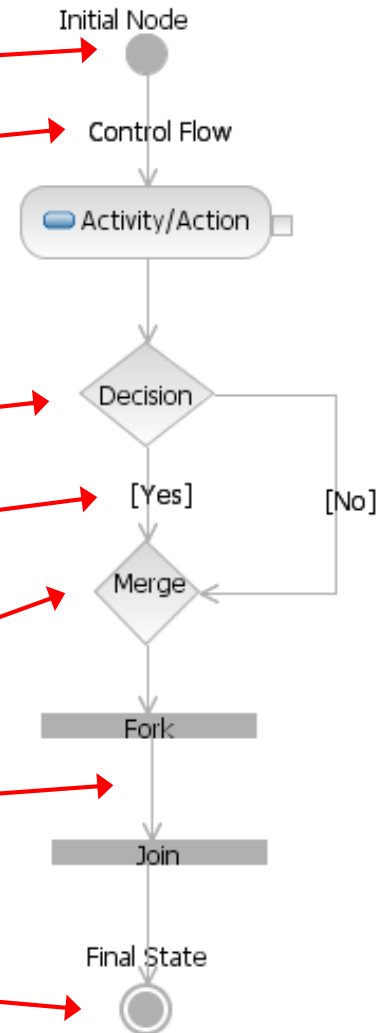 Initial Node
Control Flow
Activity/Action
Decision
[Yes]
[No]
Merge
Fork
Join
Final State